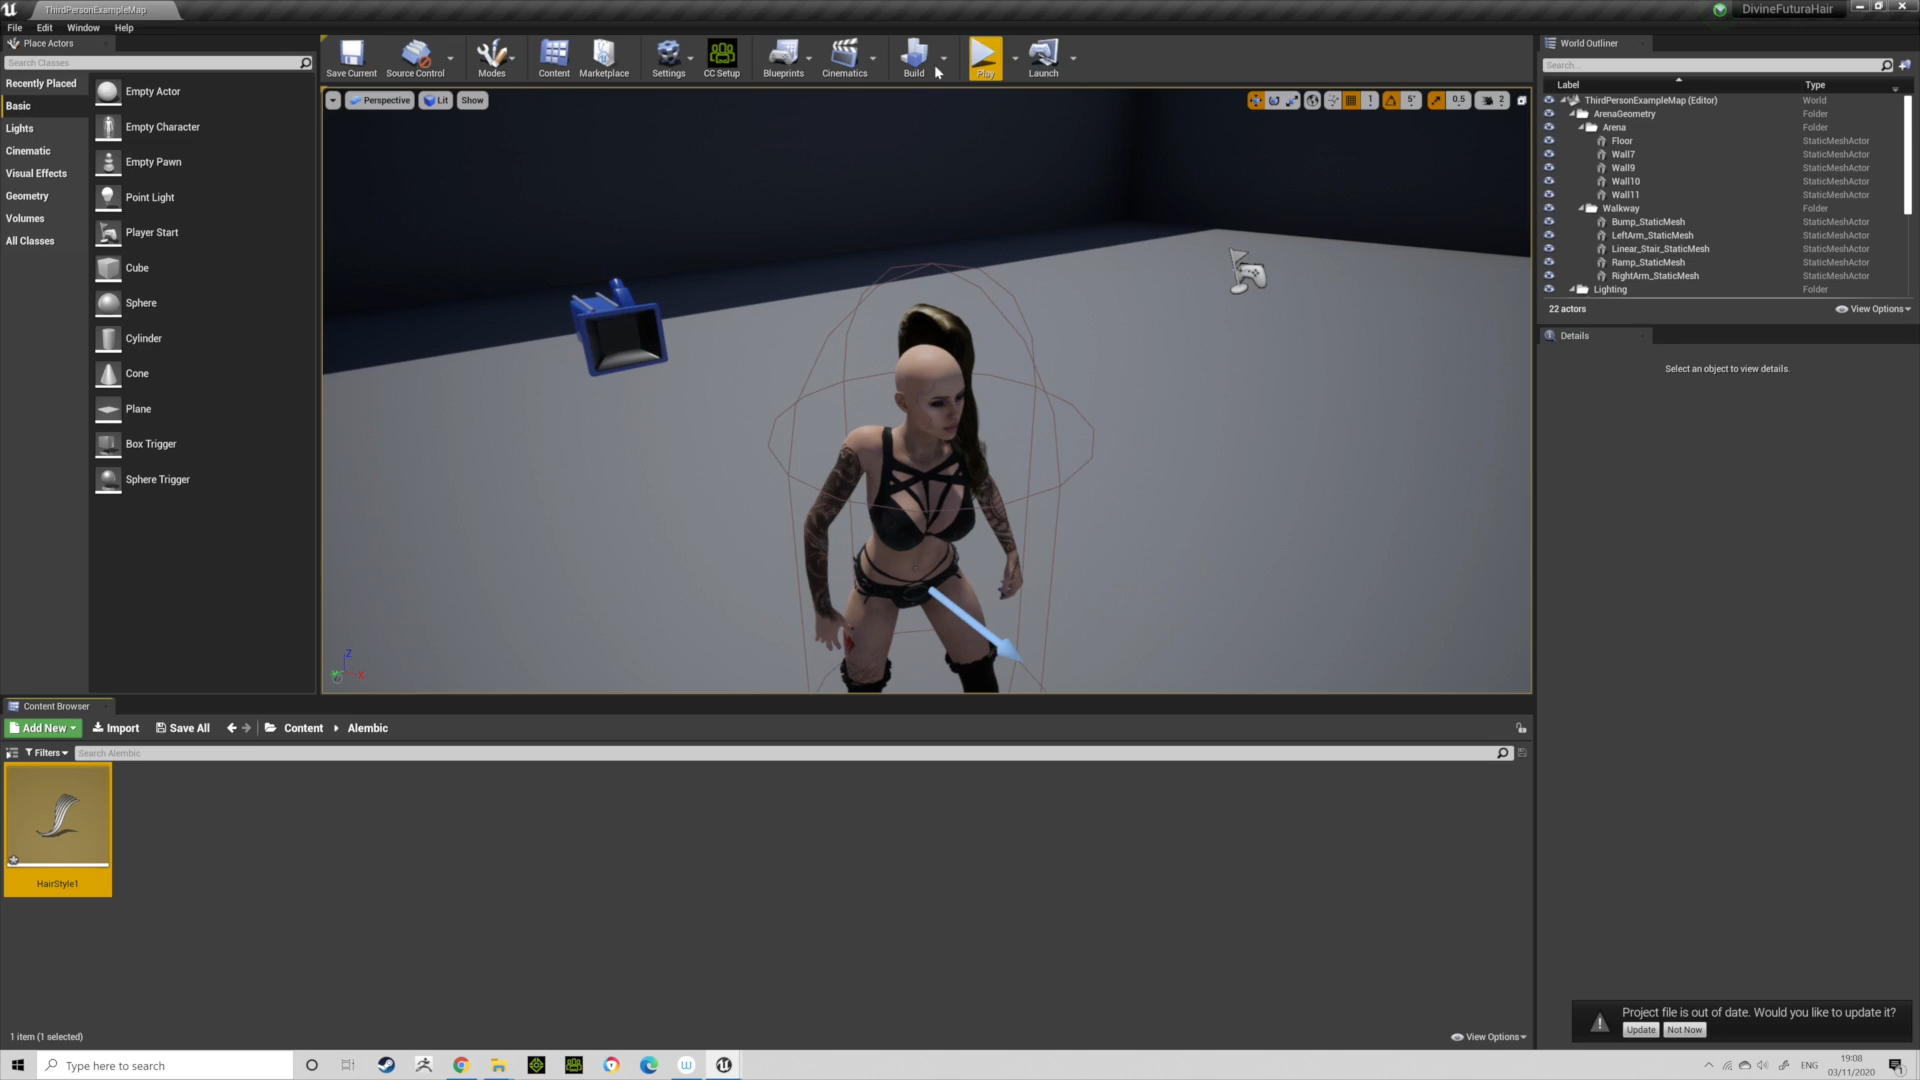 ThirdPersonExampleMap
DivineFuturaHair
File Edit Window Help
Place Actors
Search Classes
Recently Placed
Basic
Lights
Cinematic
Visual Effects
Geometry
Volumes
All Classes
Empty Actor
Empty Character
Empty Pawn
Point Light
Player Start
Cube
Sphere
Cylinder
Cone
Plane
Box Trigger
Sphere Trigger
Save Current Source Control Modes Content Marketplace Settings CC Setup Blueprints Cinematics Build Play Launch
Perspective Lit Show
1 5° 0.5 2
Z
X
World Outliner
Search...
Label Type
ThirdPersonExampleMap (Editor) World
ArenaGeometry Folder
Arena Folder
Floor StaticMeshActor
Wall7 StaticMeshActor
Wall9 StaticMeshActor
Wall10 StaticMeshActor
Wall11 StaticMeshActor
Walkway Folder
Bump_StaticMesh StaticMeshActor
LeftArm_StaticMesh StaticMeshActor
Linear_Stair_StaticMesh StaticMeshActor
Ramp_StaticMesh StaticMeshActor
RightArm_StaticMesh StaticMeshActor
Lighting Folder
22 actors View Options
Details
Select an object to view details.
Content Browser
Add New Import Save All Content Alembic
Filters Search Alembic
HairStyle1
1 item (1 selected) View Options
Project file is out of date. Would you like to update it?
Update Not Now
Type here to search
ENG
19:08
03/11/2020